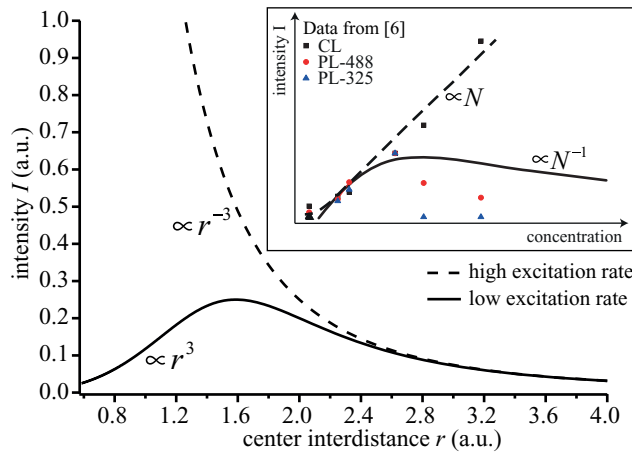 1.0
0.9
0.8
0.7
0.6
0.5
0.4
0.3
0.2
0.1
0.0
intensity I (a.u.)
0.8 1.2 1.6 2.0 2.4 2.8 3.2 3.6 4.0
center interdistance r (a.u.)
∝r⁻³
∝r³
high excitation rate
low excitation rate
Data from [6]
CL
PL-488
PL-325
intensity I
∝N
∝N⁻¹
concentration